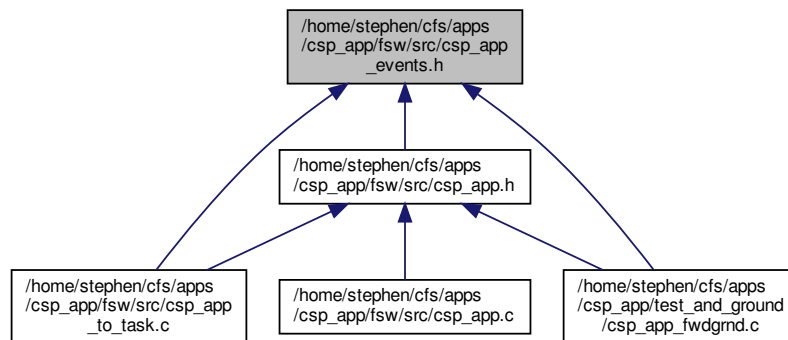 /home/stephen/cfs/apps
/csp_app/fsw/src/csp_app
_events.h
/home/stephen/cfs/apps
/csp_app/fsw/src/csp_app.h
/home/stephen/cfs/apps
/csp_app/fsw/src/csp_app
_to_task.c
/home/stephen/cfs/apps
/csp_app/fsw/src/csp_app.c
/home/stephen/cfs/apps
/csp_app/test_and_ground
/csp_app_fwdgrnd.c